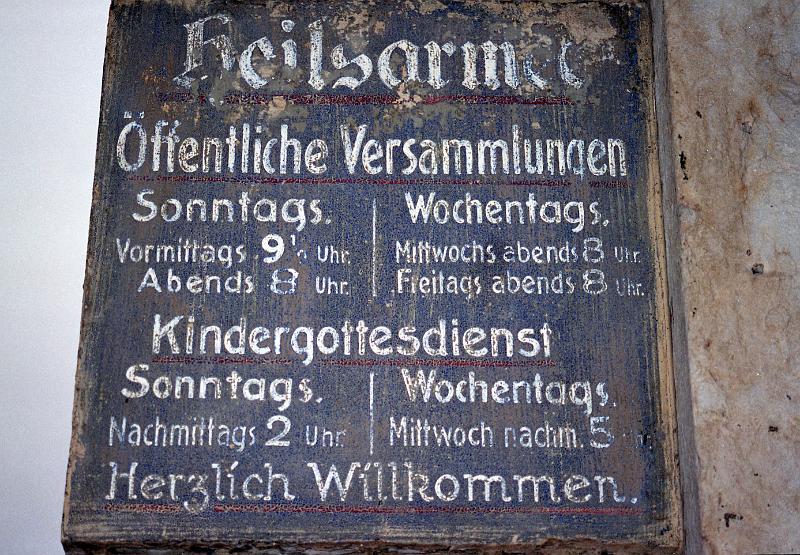 Heilsarmee
Öffentliche Versammlungen
Sonntags. Wochentags.
Vormittags 9½ Uhr. Mittwochs abends 8 Uhr.
Abends 8 Uhr. Freitags abends 8 Uhr.
Kindergottesdienst
Sonntags. Wochentags.
Nachmittags 2 Uhr. Mittwoch nachm. 5
Herzlich Willkommen.